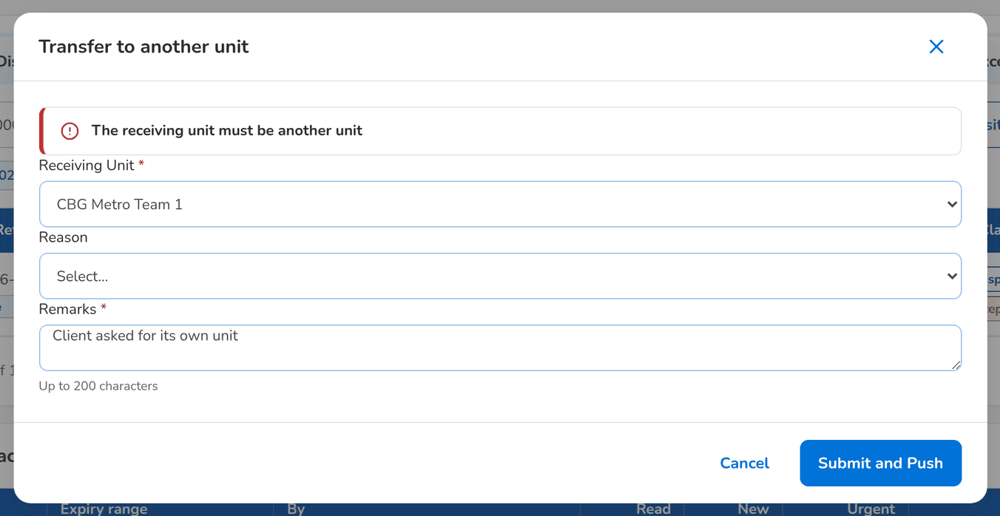 Transfer to another unit
The receiving unit must be another unit
Receiving Unit *
CBG Metro Team 1
Reason
Select...
Remarks *
Client asked for its own unit
Up to 200 characters
Cancel
Submit and Push
Expiry range
By
Read
New
Urgent